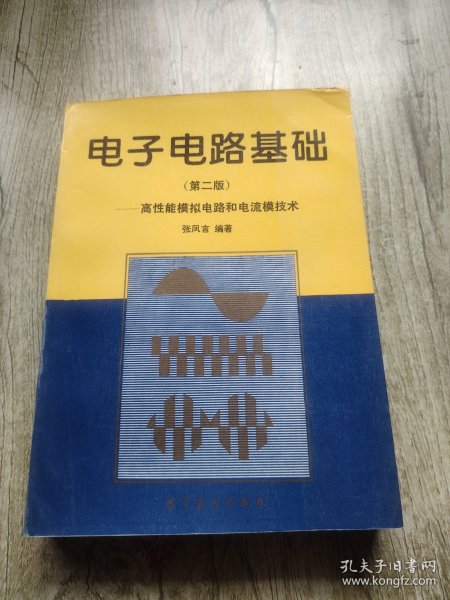 电子电路基础
(第二版)
——高性能模拟电路和电流模技术
张凤言 编著
孔夫子旧书网
www.kongfz.com